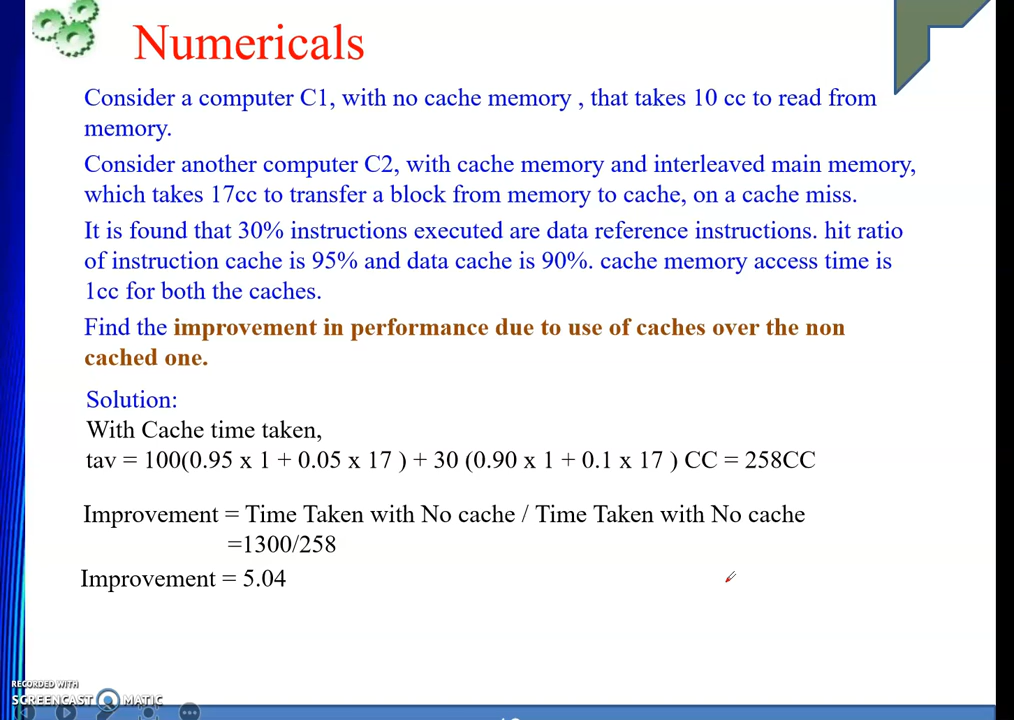 Numericals
Consider a computer C1, with no cache memory , that takes 10 cc to read from
memory.
Consider another computer C2, with cache memory and interleaved main memory,
which takes 17cc to transfer a block from memory to cache, on a cache miss.
It is found that 30% instructions executed are data reference instructions. hit ratio
of instruction cache is 95% and data cache is 90%. cache memory access time is
1cc for both the caches.
Find the improvement in performance due to use of caches over the non
cached one.
Solution:
With Cache time taken,
tav = 100(0.95 x 1 + 0.05 x 17 ) + 30 (0.90 x 1 + 0.1 x 17 ) CC = 258CC
Improvement = Time Taken with No cache / Time Taken with No cache
=1300/258
Improvement = 5.04
RECORDED WITH
SCREENCAST MATIC